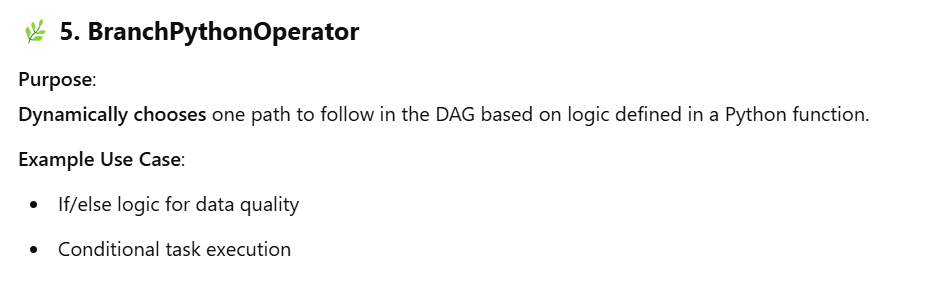 🌿 5. BranchPythonOperator
Purpose:
Dynamically chooses one path to follow in the DAG based on logic defined in a Python function.
Example Use Case:
• If/else logic for data quality
• Conditional task execution